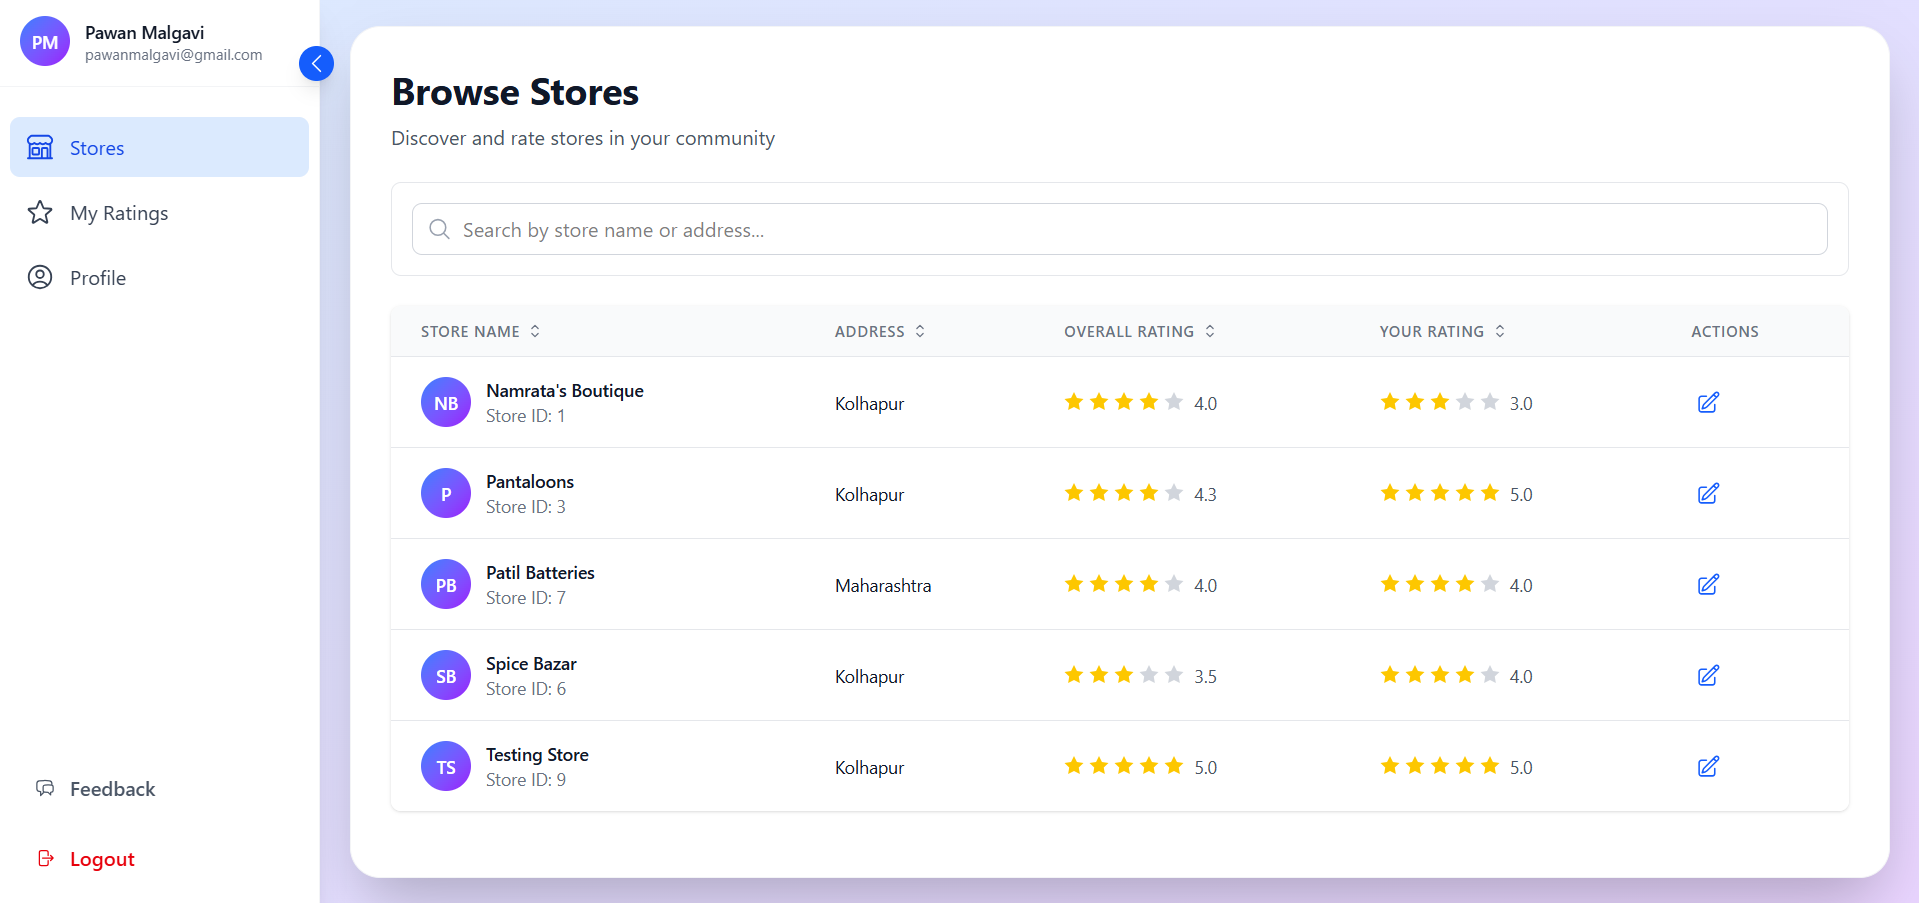 PM
Pawan Malgavi
pawanmalgavi@gmail.com
Stores
My Ratings
Profile
Feedback
Logout
Browse Stores
Discover and rate stores in your community
Search by store name or address...
STORE NAME ADDRESS OVERALL RATING YOUR RATING ACTIONS
NB Namrata's Boutique Kolhapur 4.0 3.0
Store ID: 1
P Pantaloons Kolhapur 4.3 5.0
Store ID: 3
PB Patil Batteries Maharashtra 4.0 4.0
Store ID: 7
SB Spice Bazar Kolhapur 3.5 4.0
Store ID: 6
TS Testing Store Kolhapur 5.0 5.0
Store ID: 9